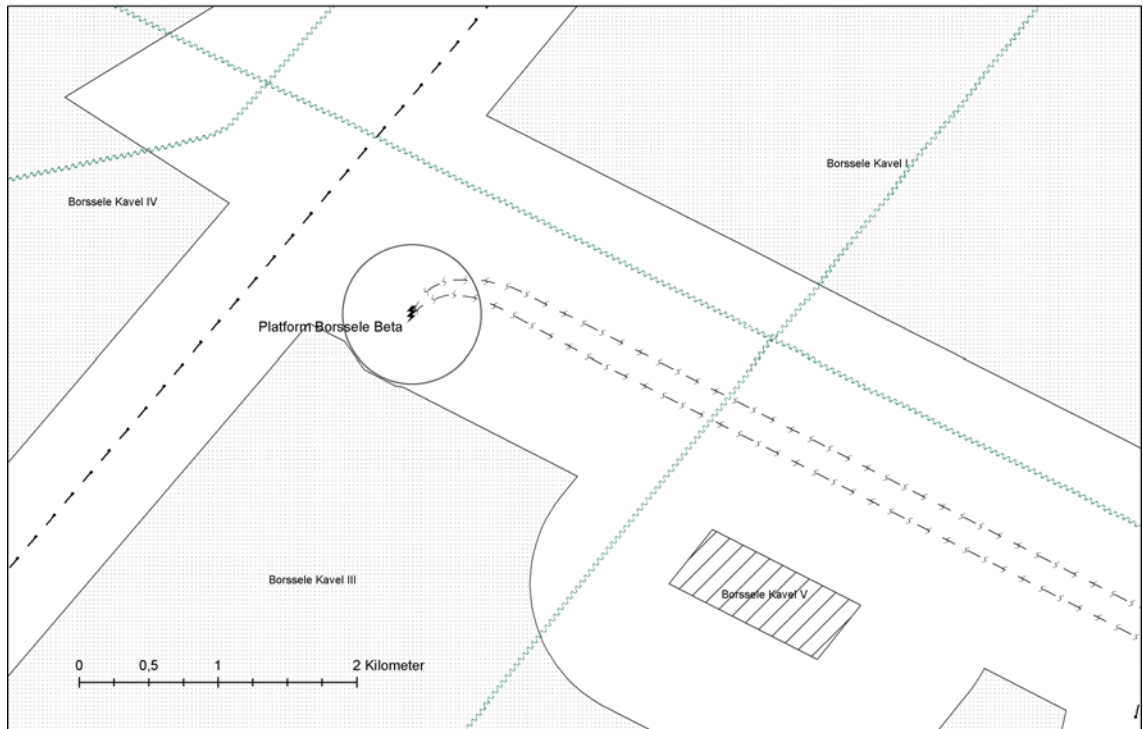 Borssele Kavel I
Borssele Kavel IV
Platform Borssele Beta
Borssele Kavel III
Borssele Kavel V
0 0,5 1 2 Kilometer